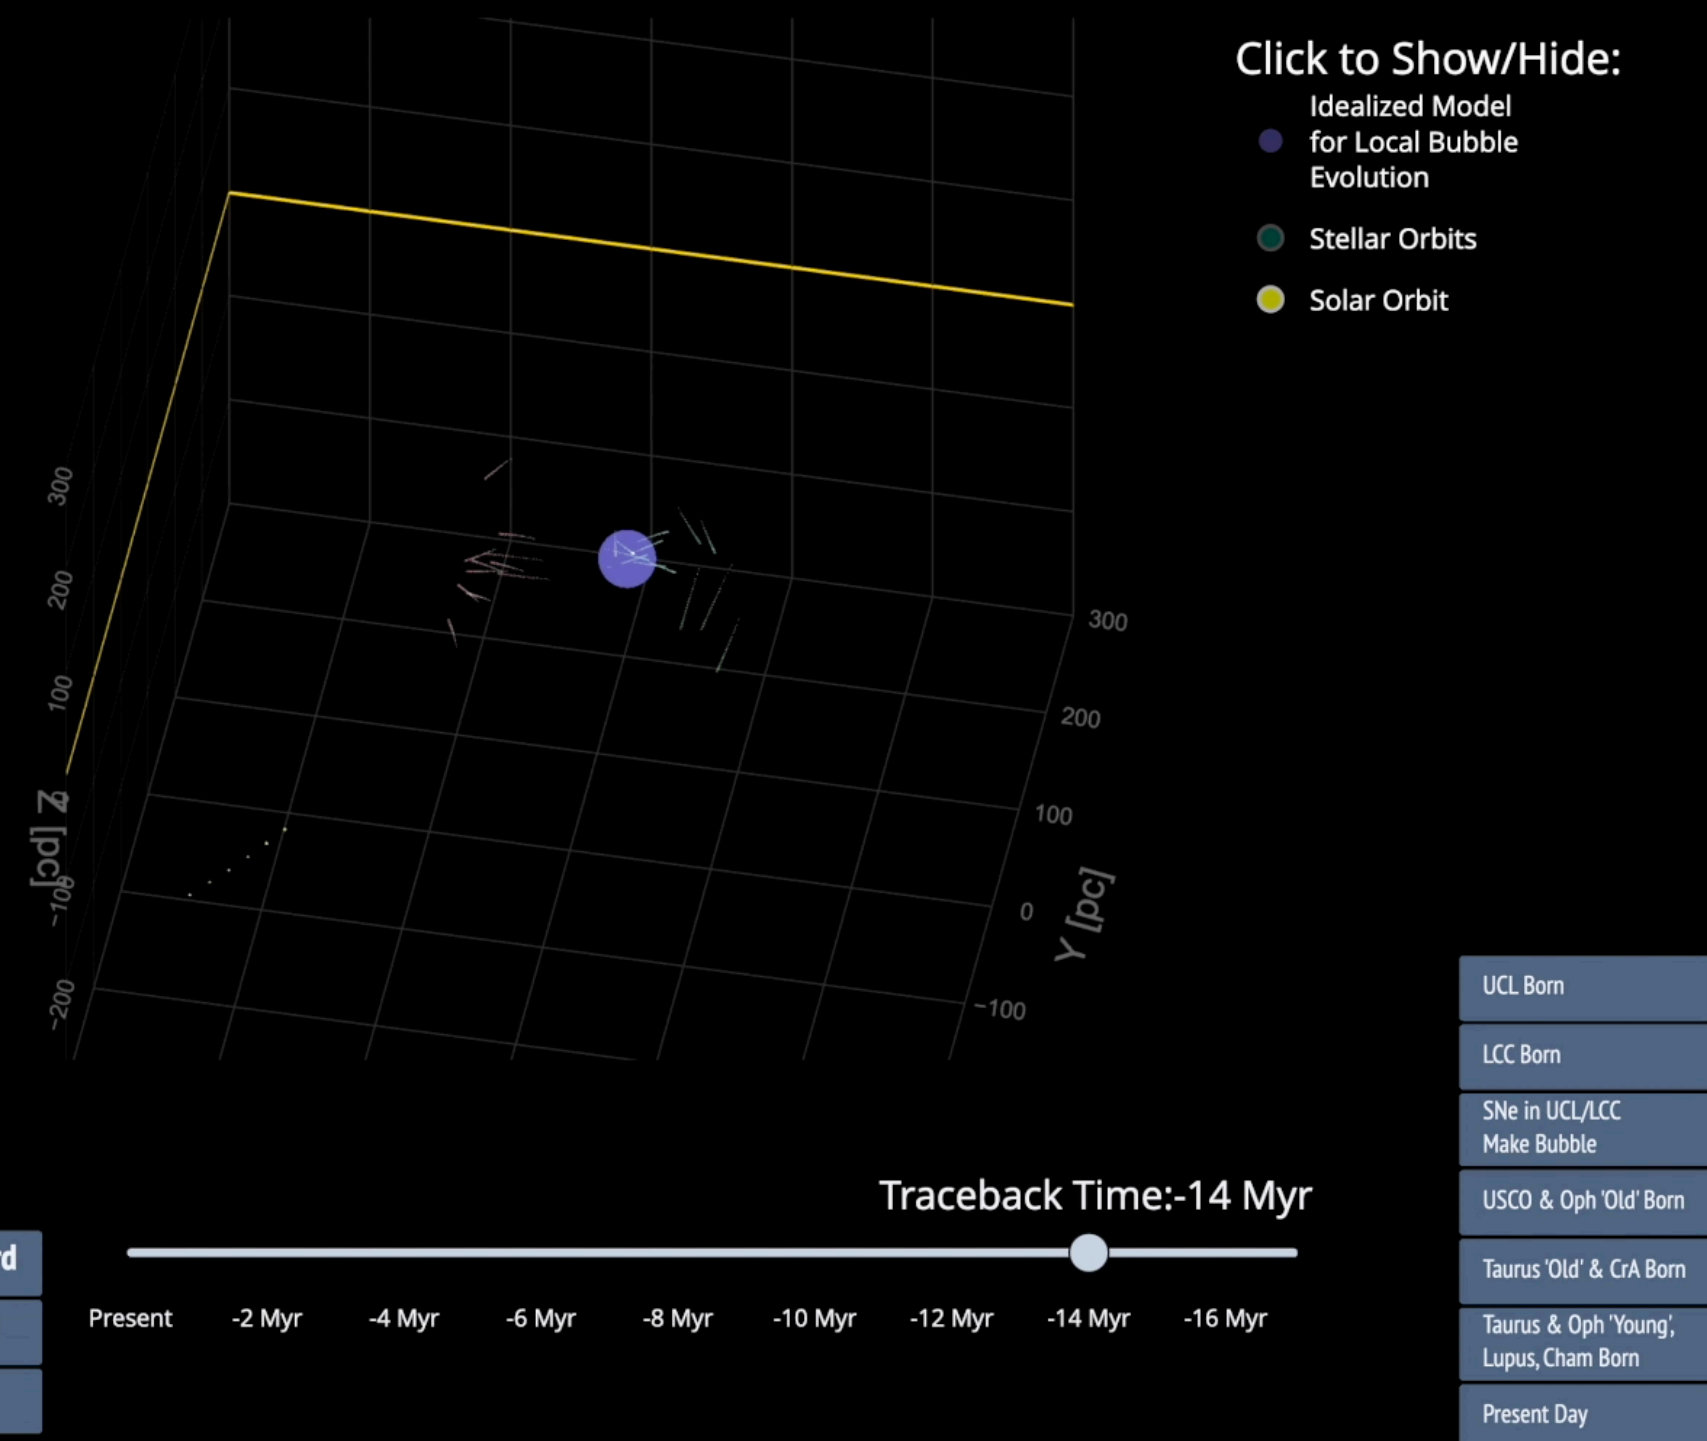 Click to Show/Hide:
Idealized Model
for Local Bubble
Evolution
Stellar Orbits
Solar Orbit
300
200
100
0
−100
−200
Z [pc]
300
200
100
0
−100
Y [pc]
UCL Born
LCC Born
SNe in UCL/LCC
Make Bubble
USCO & Oph 'Old' Born
Taurus 'Old' & CrA Born
Taurus & Oph 'Young',
Lupus, Cham Born
Present Day
Traceback Time:-14 Myr
rd
Present -2 Myr -4 Myr -6 Myr -8 Myr -10 Myr -12 Myr -14 Myr -16 Myr